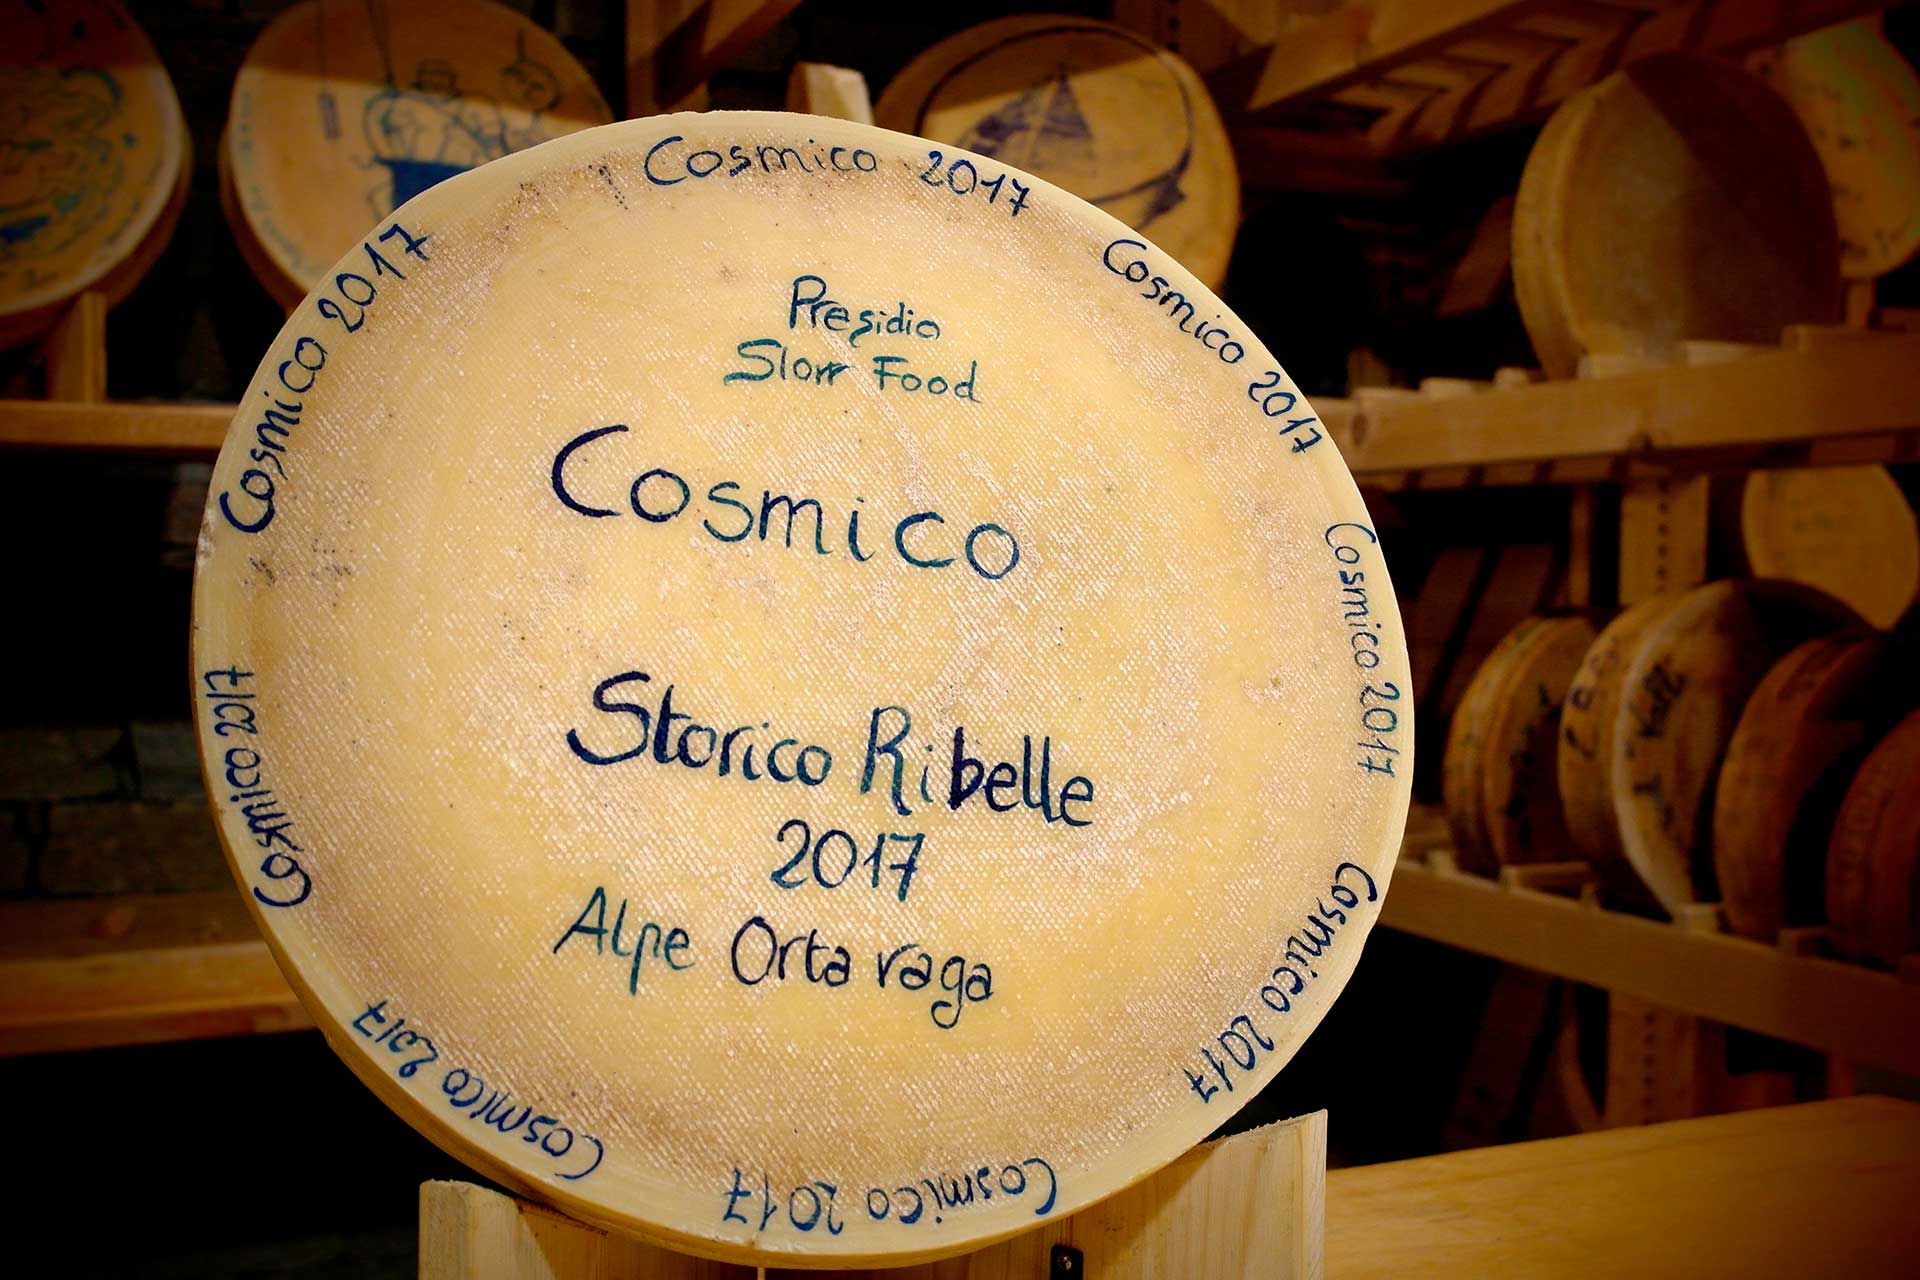 Presidio
Slow Food
Cosmico
Storico Ribelle
2017
Alpe Orta vaga
Cosmico 2017
Cosmico 2017
Cosmico 2017
Cosmico 2017
Cosmico 2017
Cosmico 2017
Cosmico 2017
Cosmico 2017